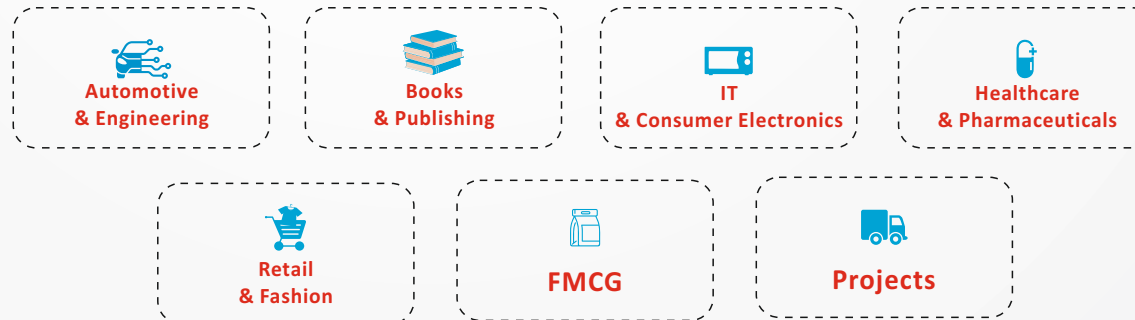 Automotive
& Engineering
Books
& Publishing
IT
& Consumer Electronics
Healthcare
& Pharmaceuticals
Retail
& Fashion
FMCG
Projects